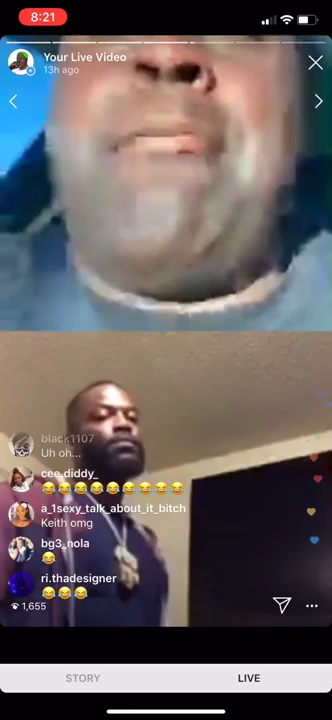 8:21
Your Live Video
13h ago
black1107
Uh oh...
cee.diddy_
😂😂😂😂😂😂😂😂😂
a_1sexy_talk_about_it_bitch
Keith omg
bg3_nola
😂
ri.thadesigner
😂😂😂
1,655
STORY LIVE